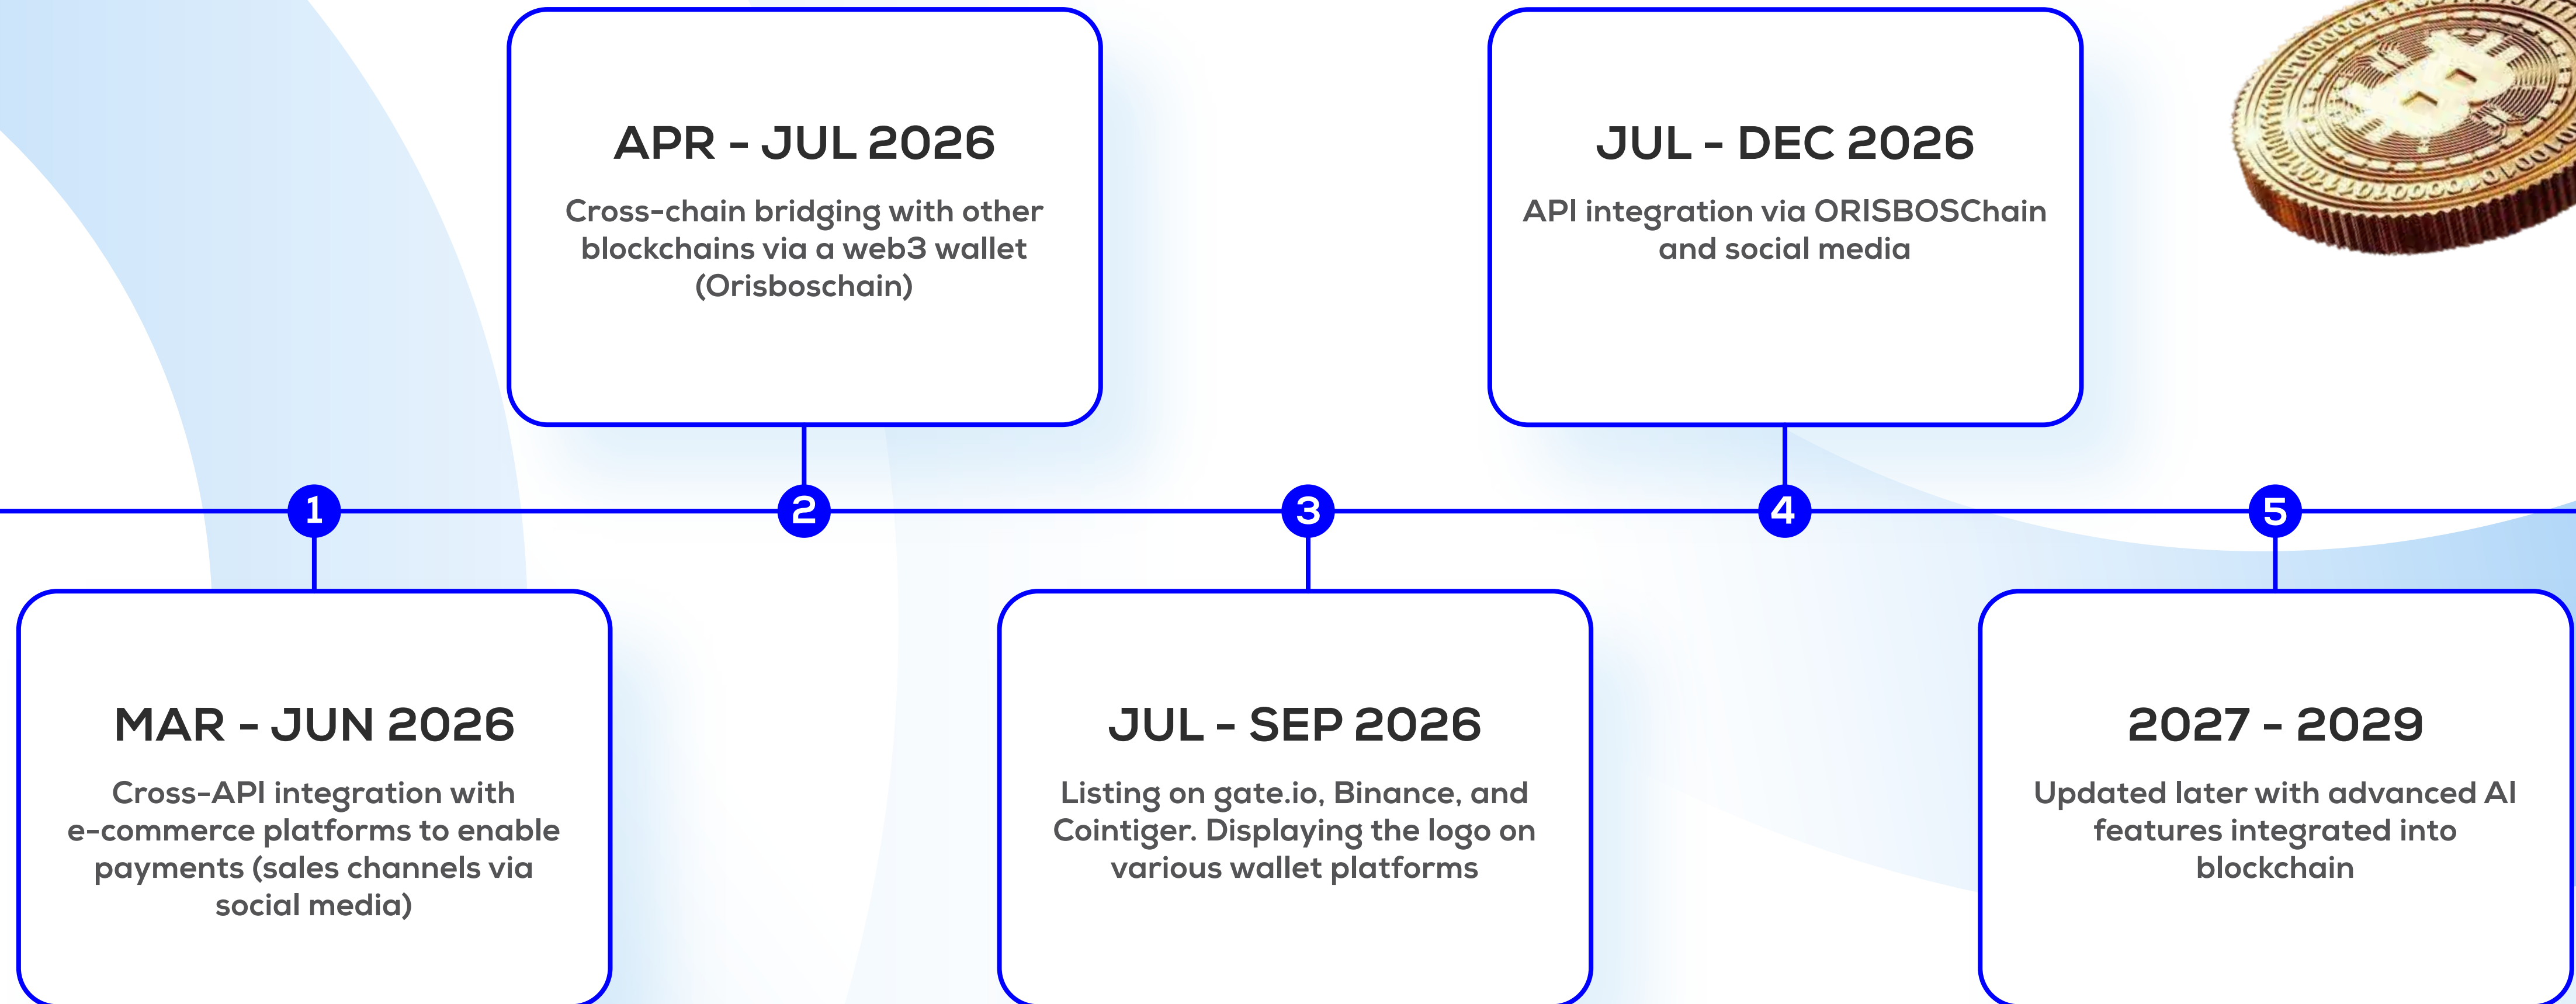 APR - JUL 2026
Cross-chain bridging with other
blockchains via a web3 wallet
(Orisboschain)
JUL - DEC 2026
API integration via ORISBOSChain
and social media
1
2
3
4
5
MAR - JUN 2026
Cross-API integration with
e-commerce platforms to enable
payments (sales channels via
social media)
JUL - SEP 2026
Listing on gate.io, Binance, and
Cointiger. Displaying the logo on
various wallet platforms
2027 - 2029
Updated later with advanced AI
features integrated into
blockchain